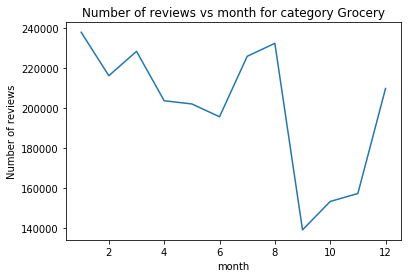 Number of reviews vs month for category Grocery
240000
220000
200000
180000
160000
140000
Number of reviews
2 4 6 8 10 12
month